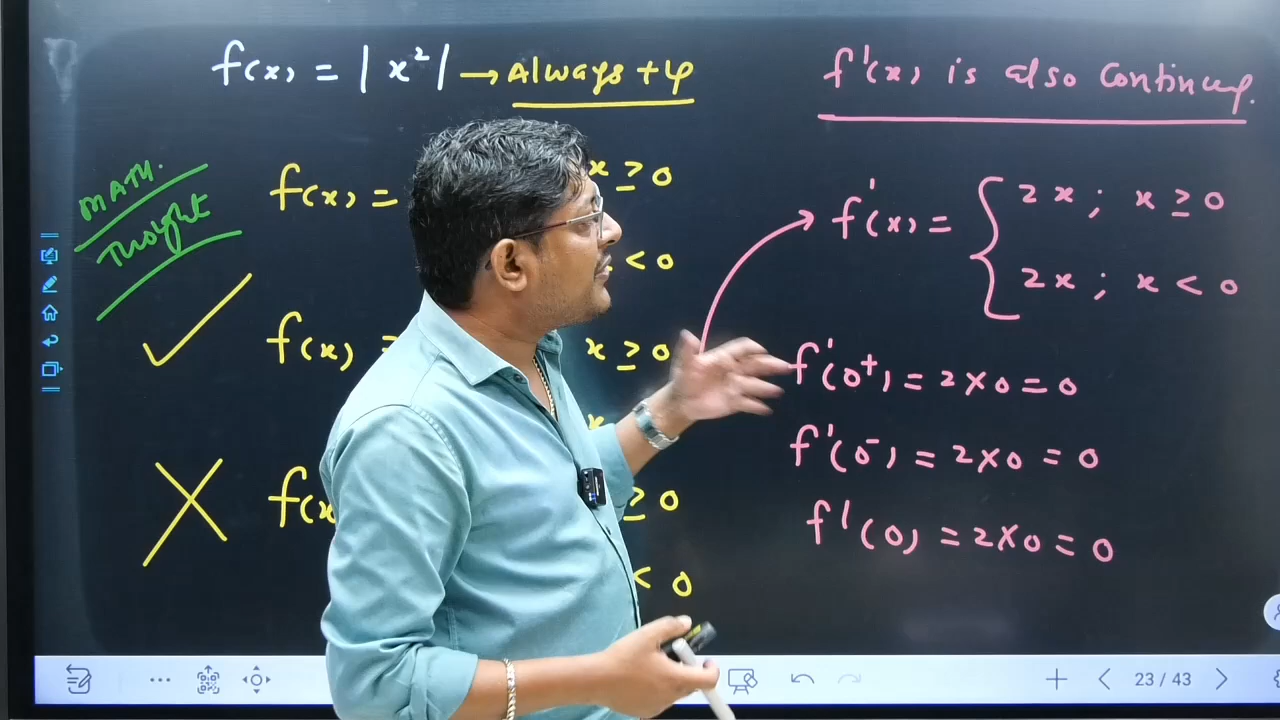 f(x) = |x²| → Always +ve
MATH.
Thought
f(x) =
x ≥ 0
< 0
f(x) =
x ≥ 0
x
f(x
≥ 0
< 0
f'(x) is also continuous.
f'(x) = { 2x ; x ≥ 0
2x ; x < 0
f'(0⁺) = 2×0 = 0
f'(0⁻) = 2×0 = 0
f'(0) = 2×0 = 0
23 / 43